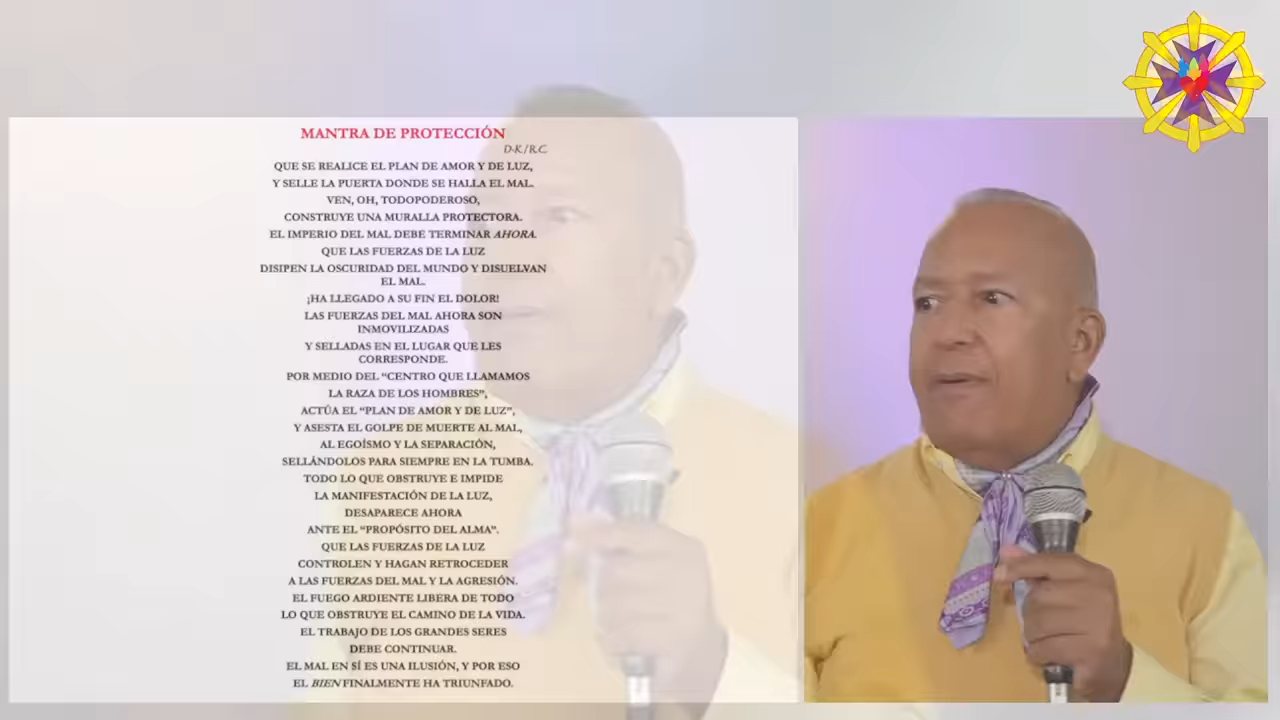 MANTRA DE PROTECCIÓN
D.K./R.C.
QUE SE REALICE EL PLAN DE AMOR Y DE LUZ,
Y SELLE LA PUERTA DONDE SE HALLA EL MAL.
VEN, OH, TODOPODEROSO,
CONSTRUYE UNA MURALLA PROTECTORA.
EL IMPERIO DEL MAL DEBE TERMINAR AHORA.
QUE LAS FUERZAS DE LA LUZ
DISIPEN LA OSCURIDAD DEL MUNDO Y DISUELVAN
EL MAL.
¡HA LLEGADO A SU FIN EL DOLOR!
LAS FUERZAS DEL MAL AHORA SON
INMOVILIZADAS
Y SELLADAS EN EL LUGAR QUE LES
CORRESPONDE.
POR MEDIO DEL “CENTRO QUE LLAMAMOS
LA RAZA DE LOS HOMBRES”,
ACTÚA EL “PLAN DE AMOR Y DE LUZ”,
Y ASESTA EL GOLPE DE MUERTE AL MAL,
AL EGOÍSMO Y LA SEPARACIÓN,
SELLÁNDOLOS PARA SIEMPRE EN LA TUMBA.
TODO LO QUE OBSTRUYE E IMPIDE
LA MANIFESTACIÓN DE LA LUZ,
DESAPARECE AHORA
ANTE EL “PROPÓSITO DEL ALMA”.
QUE LAS FUERZAS DE LA LUZ
CONTROLEN Y HAGAN RETROCEDER
A LAS FUERZAS DEL MAL Y LA AGRESIÓN.
EL FUEGO ARDIENTE LIBERA DE TODO
LO QUE OBSTRUYE EL CAMINO DE LA VIDA.
EL TRABAJO DE LOS GRANDES SERES
DEBE CONTINUAR.
EL MAL EN SÍ ES UNA ILUSIÓN, Y POR ESO
EL BIEN FINALMENTE HA TRIUNFADO.